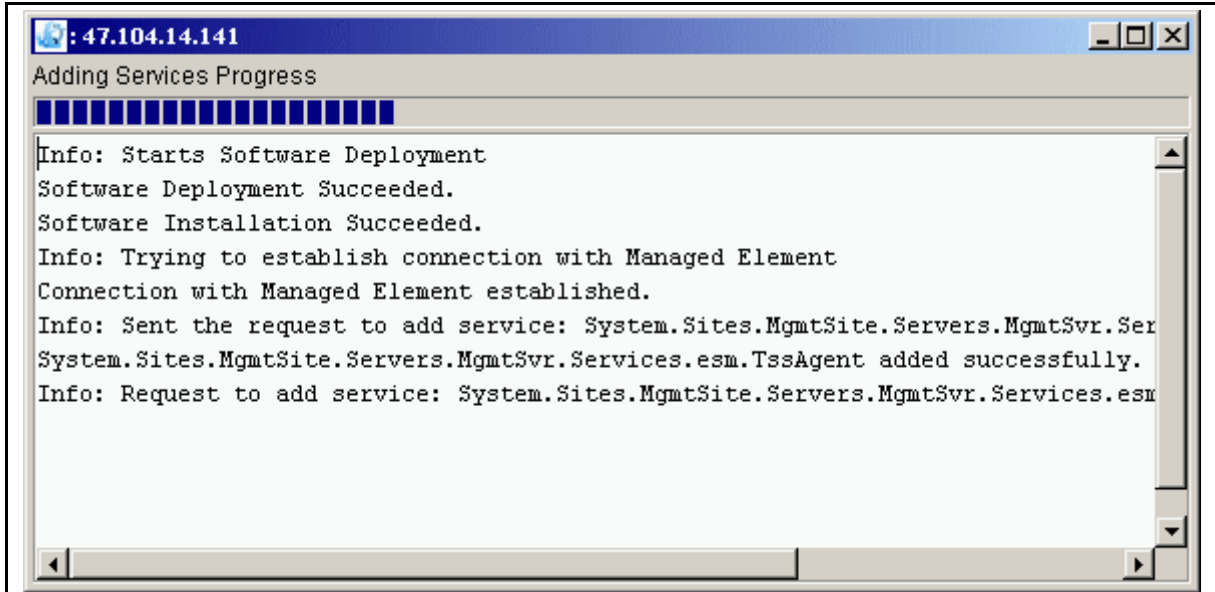 : 47.104.14.141
Adding Services Progress
Info: Starts Software Deployment
Software Deployment Succeeded.
Software Installation Succeeded.
Info: Trying to establish connection with Managed Element
Connection with Managed Element established.
Info: Sent the request to add service: System.Sites.MgmtSite.Servers.MgmtSvr.Ser
System.Sites.MgmtSite.Servers.MgmtSvr.Services.esm.TssAgent added successfully.
Info: Request to add service: System.Sites.MgmtSite.Servers.MgmtSvr.Services.esm